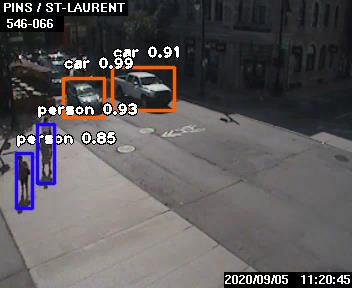 PINS / ST-LAURENT
546-066
car 0.91
car 0.99
person 0.93
person 0.85
2020/09/05 11:20:45